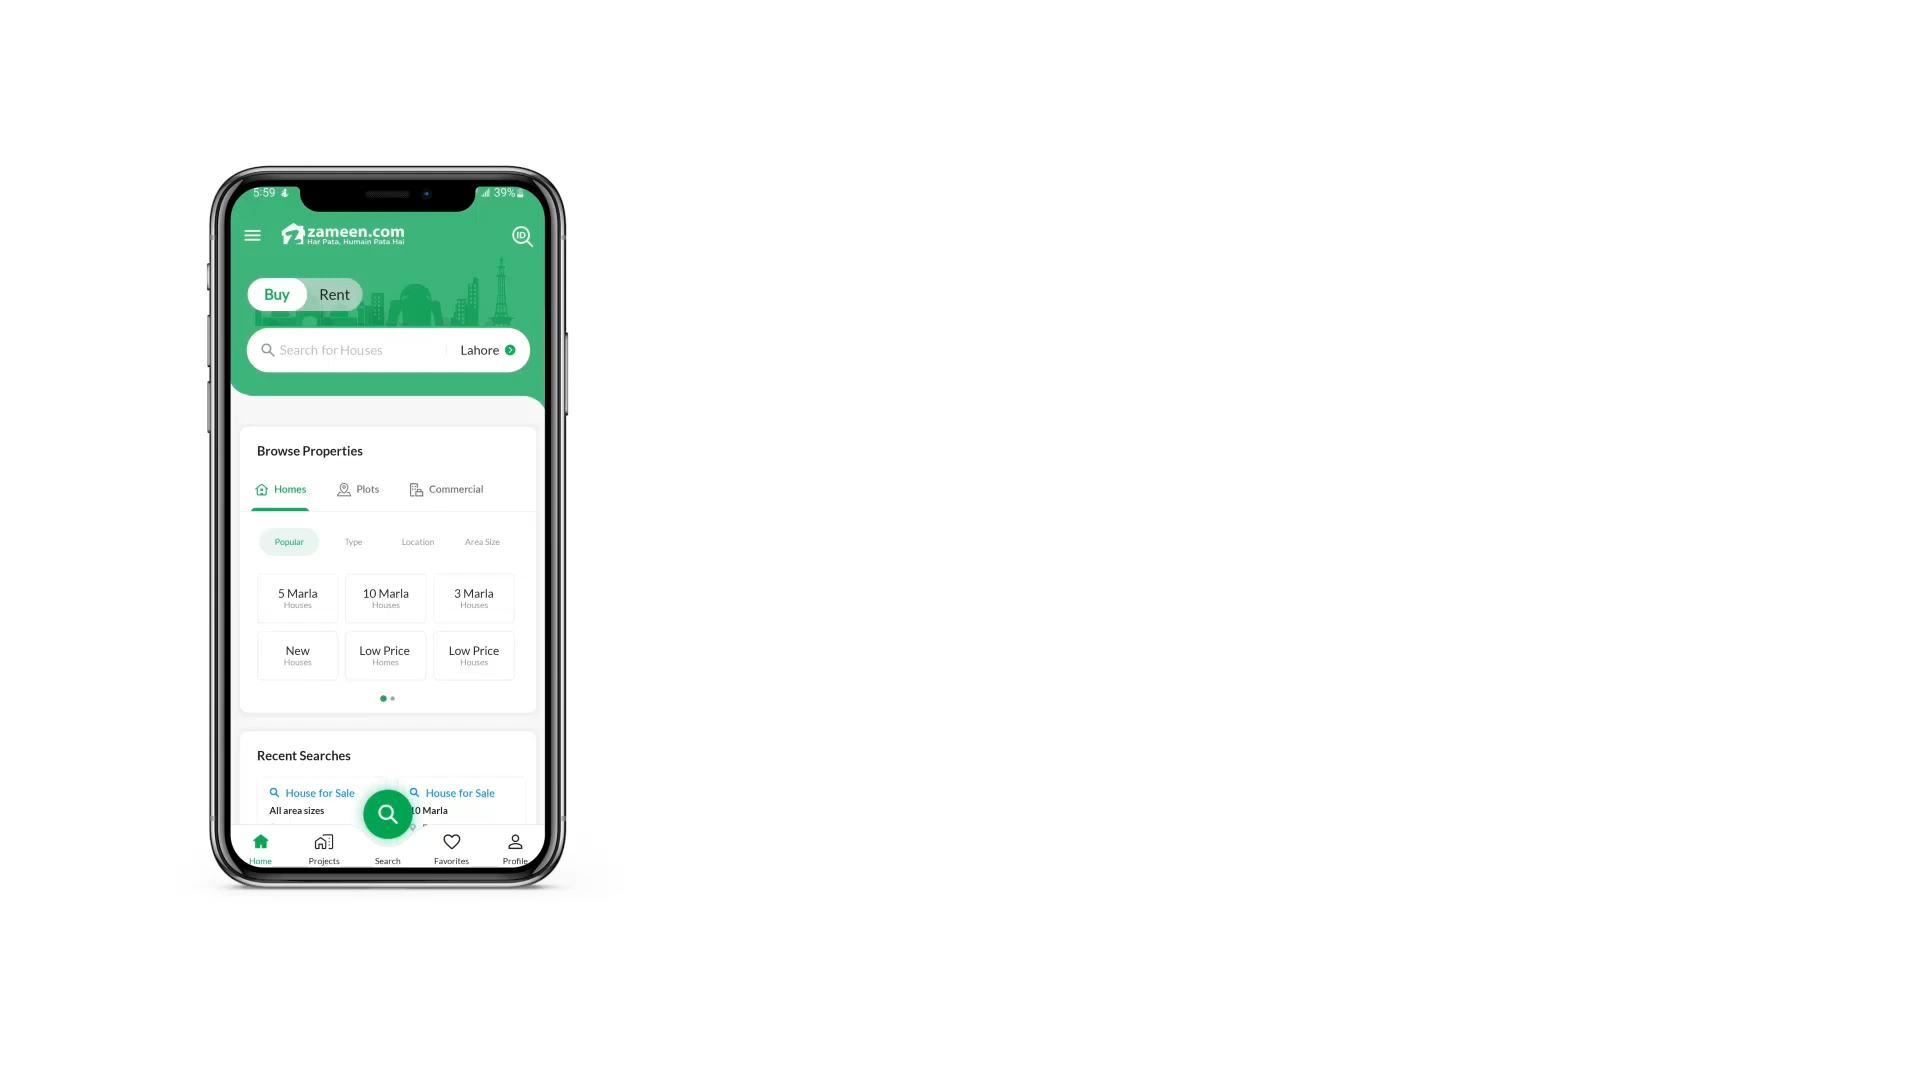 5:59 39%
zameen.com
Har Pata, Humain Pata Hai
ID
Buy Rent
Search for Houses Lahore
Browse Properties
Homes Plots Commercial
Popular Type Location Area Size
5 Marla 10 Marla 3 Marla
Houses Houses Houses
New Low Price Low Price
Houses Homes Houses
Recent Searches
House for Sale House for Sale
All area sizes 10 Marla
Home Projects Search Favorites Profile